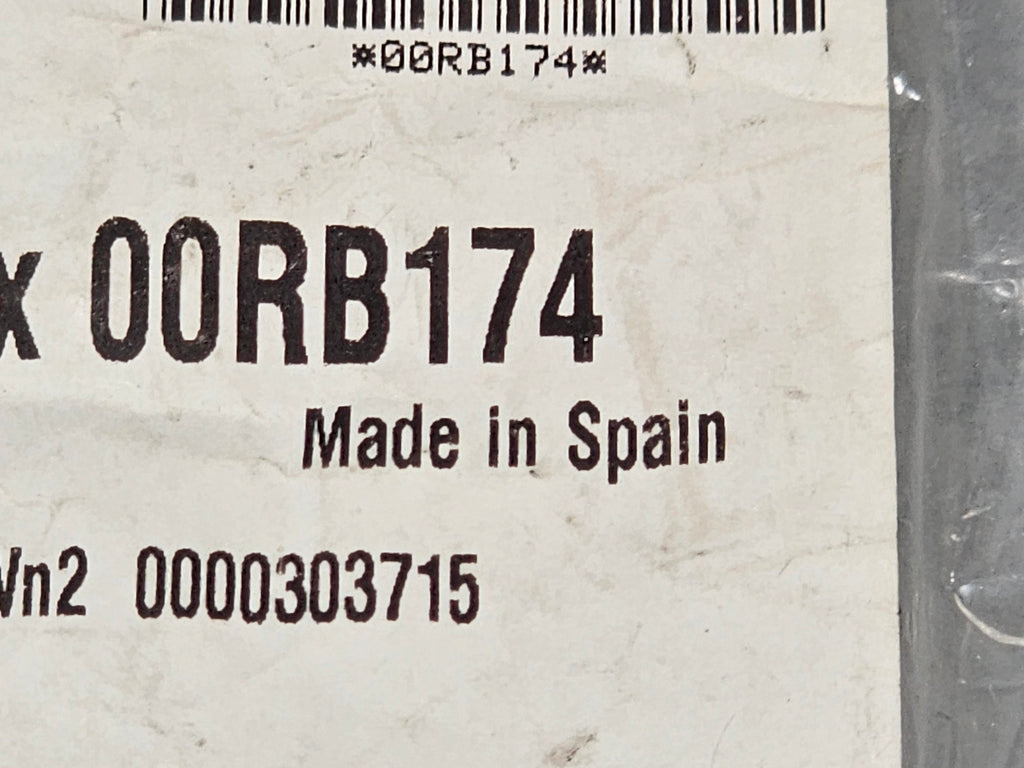 *00RB174*
x 00RB174
Made in Spain
Vn2 0000303715